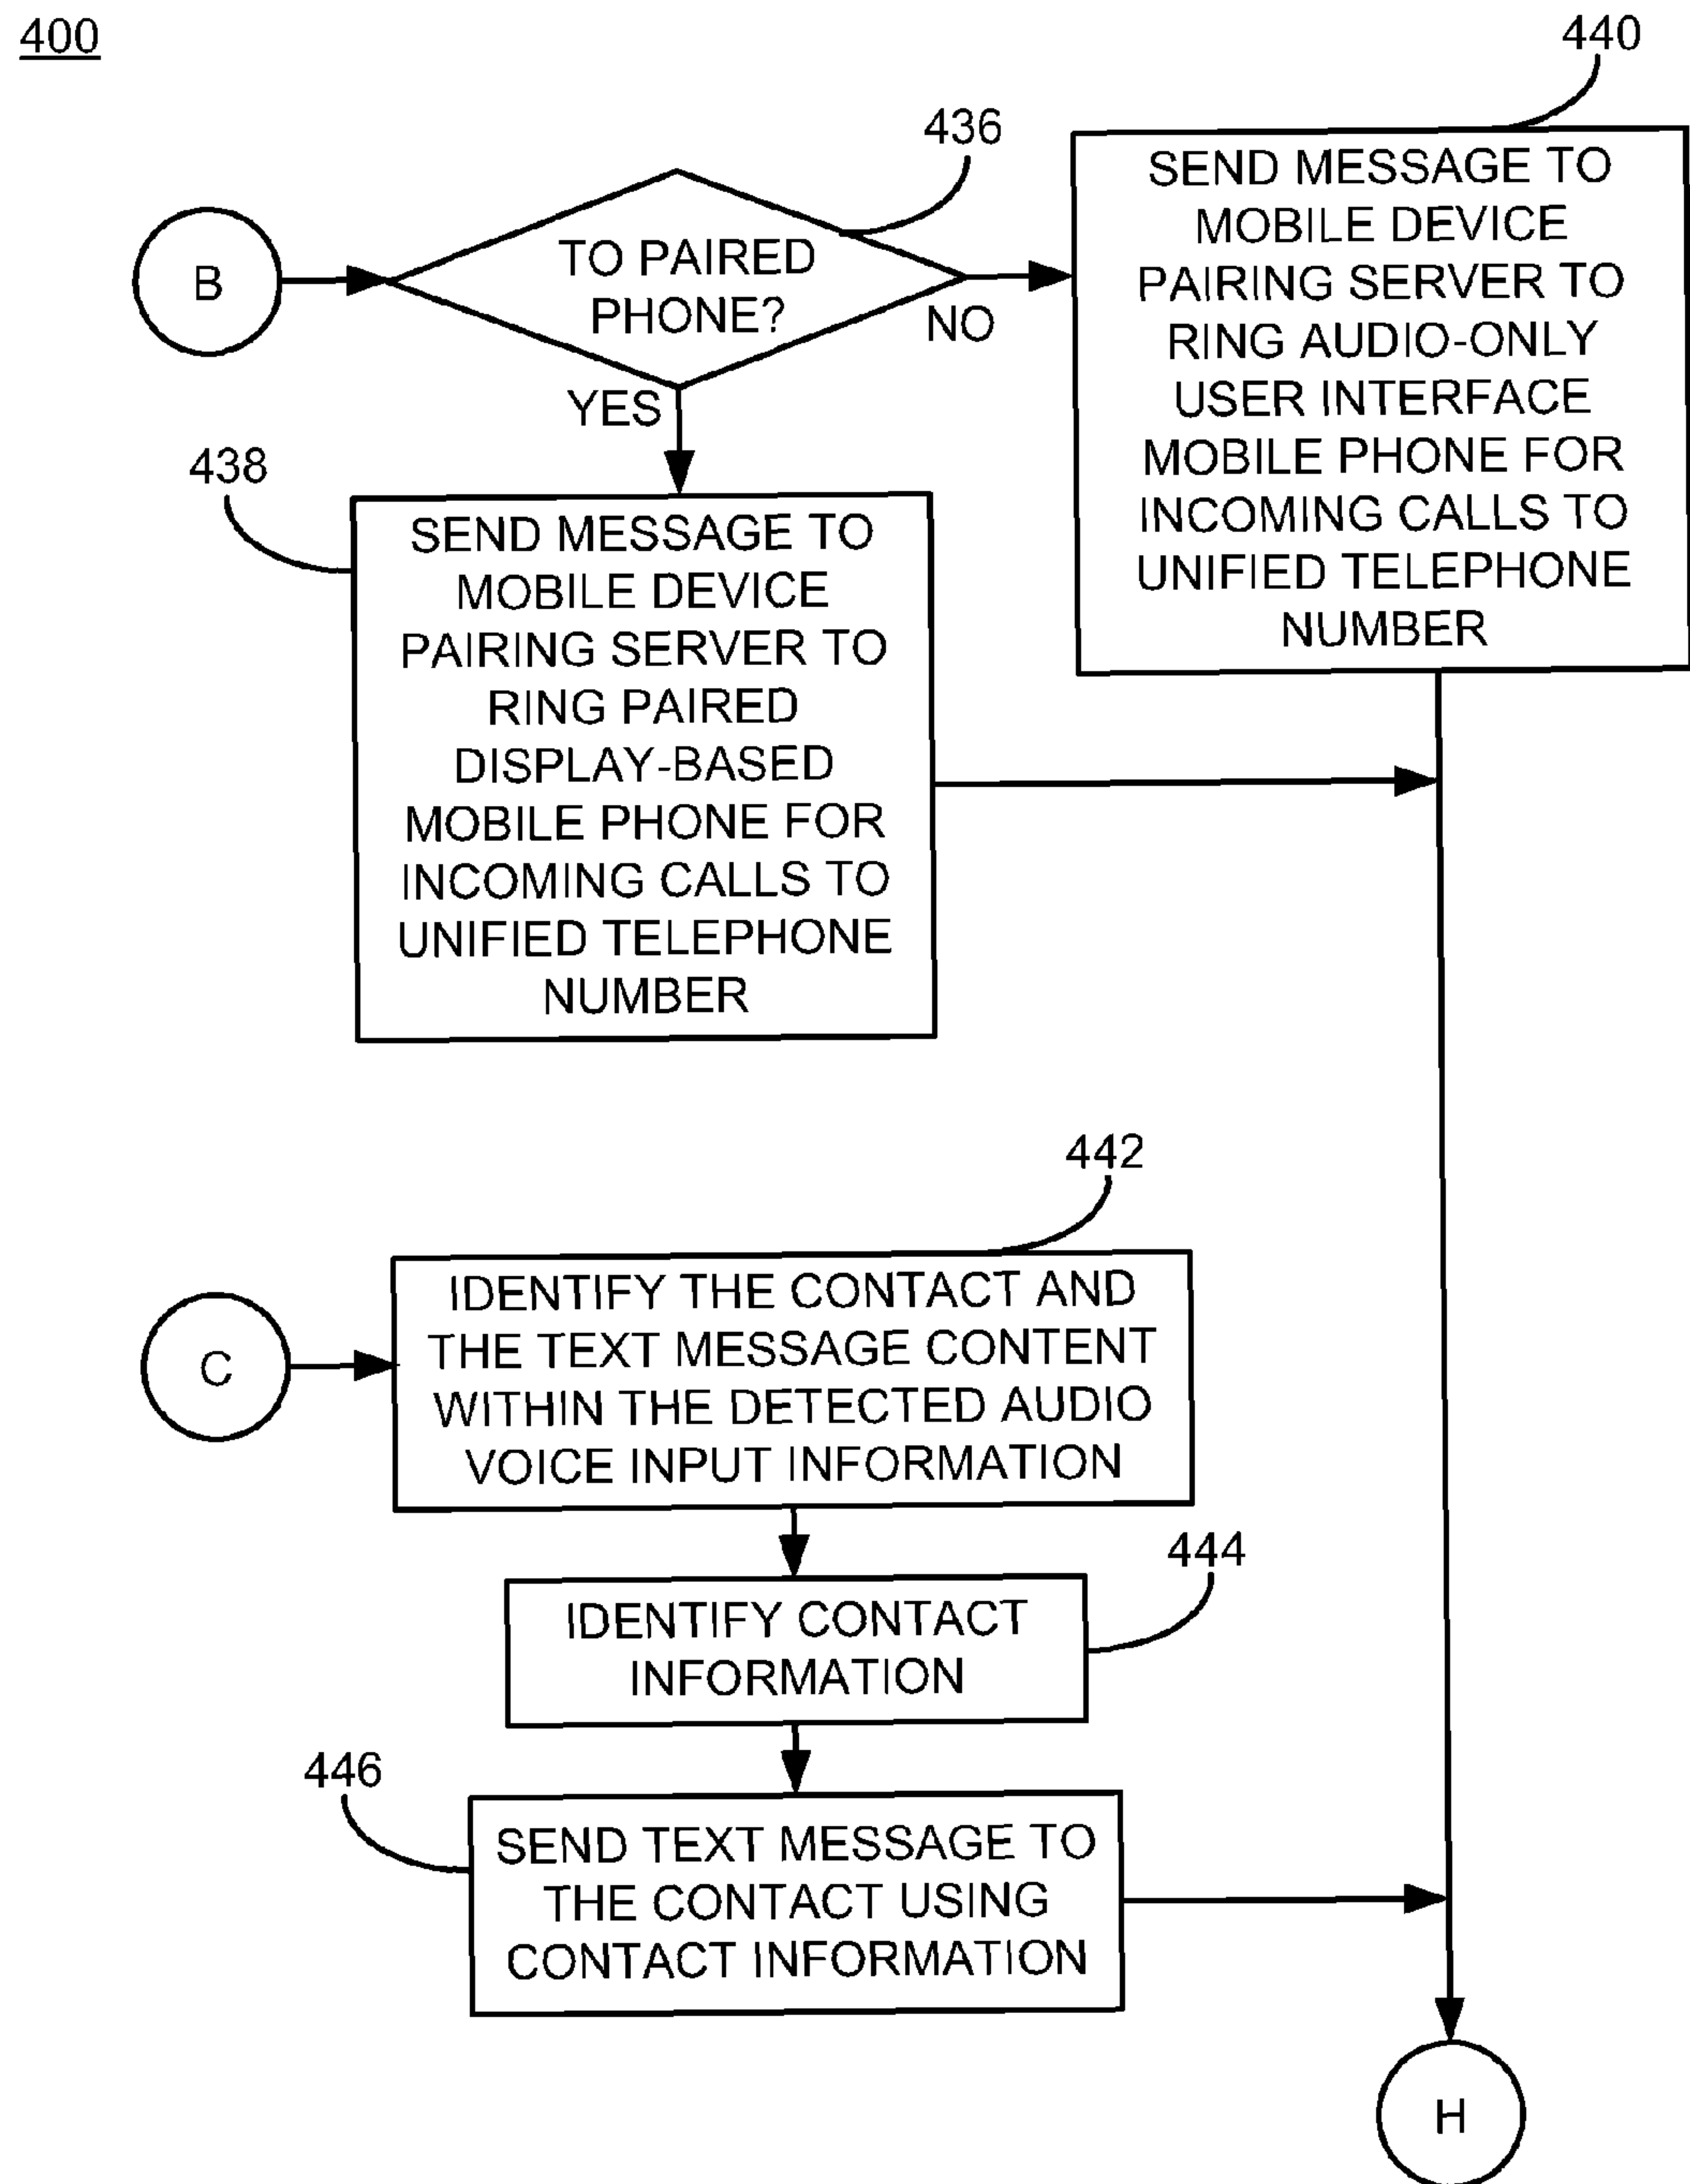 400
440
436
SEND MESSAGE TO
MOBILE DEVICE
PAIRING SERVER TO
RING AUDIO-ONLY
USER INTERFACE
MOBILE PHONE FOR
INCOMING CALLS TO
UNIFIED TELEPHONE
NUMBER
B
TO PAIRED
PHONE?
NO
YES
438
SEND MESSAGE TO
MOBILE DEVICE
PAIRING SERVER TO
RING PAIRED
DISPLAY-BASED
MOBILE PHONE FOR
INCOMING CALLS TO
UNIFIED TELEPHONE
NUMBER
442
C
IDENTIFY THE CONTACT AND
THE TEXT MESSAGE CONTENT
WITHIN THE DETECTED AUDIO
VOICE INPUT INFORMATION
444
IDENTIFY CONTACT
INFORMATION
446
SEND TEXT MESSAGE TO
THE CONTACT USING
CONTACT INFORMATION
H